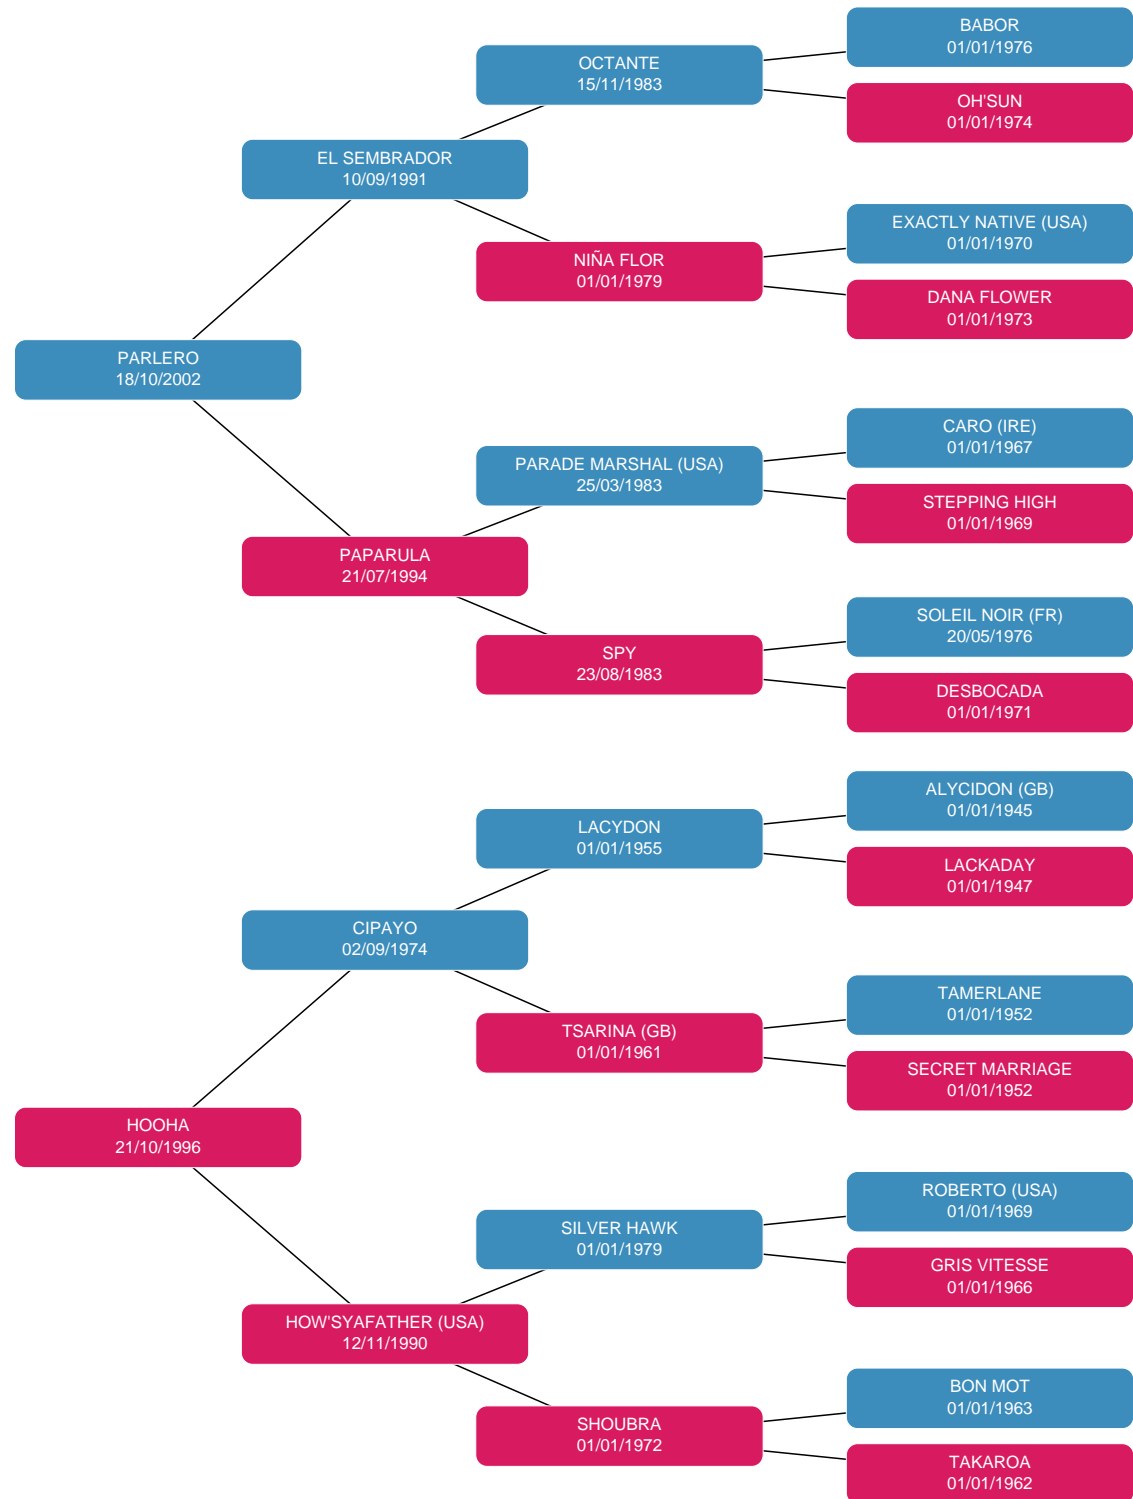 BABOR
01/01/1976
OCTANTE
15/11/1983
OH'SUN
01/01/1974
EL SEMBRADOR
10/09/1991
EXACTLY NATIVE (USA)
01/01/1970
NIÑA FLOR
01/01/1979
DANA FLOWER
01/01/1973
PARLERO
18/10/2002
CARO (IRE)
01/01/1967
PARADE MARSHAL (USA)
25/03/1983
STEPPING HIGH
01/01/1969
PAPARULA
21/07/1994
SOLEIL NOIR (FR)
20/05/1976
SPY
23/08/1983
DESBOCADA
01/01/1971
ALYCIDON (GB)
01/01/1945
LACYDON
01/01/1955
LACKADAY
01/01/1947
CIPAYO
02/09/1974
TAMERLANE
01/01/1952
TSARINA (GB)
01/01/1961
SECRET MARRIAGE
01/01/1952
HOOHA
21/10/1996
ROBERTO (USA)
01/01/1969
SILVER HAWK
01/01/1979
GRIS VITESSE
01/01/1966
HOW'SYAFATHER (USA)
12/11/1990
BON MOT
01/01/1963
SHOUBRA
01/01/1972
TAKAROA
01/01/1962